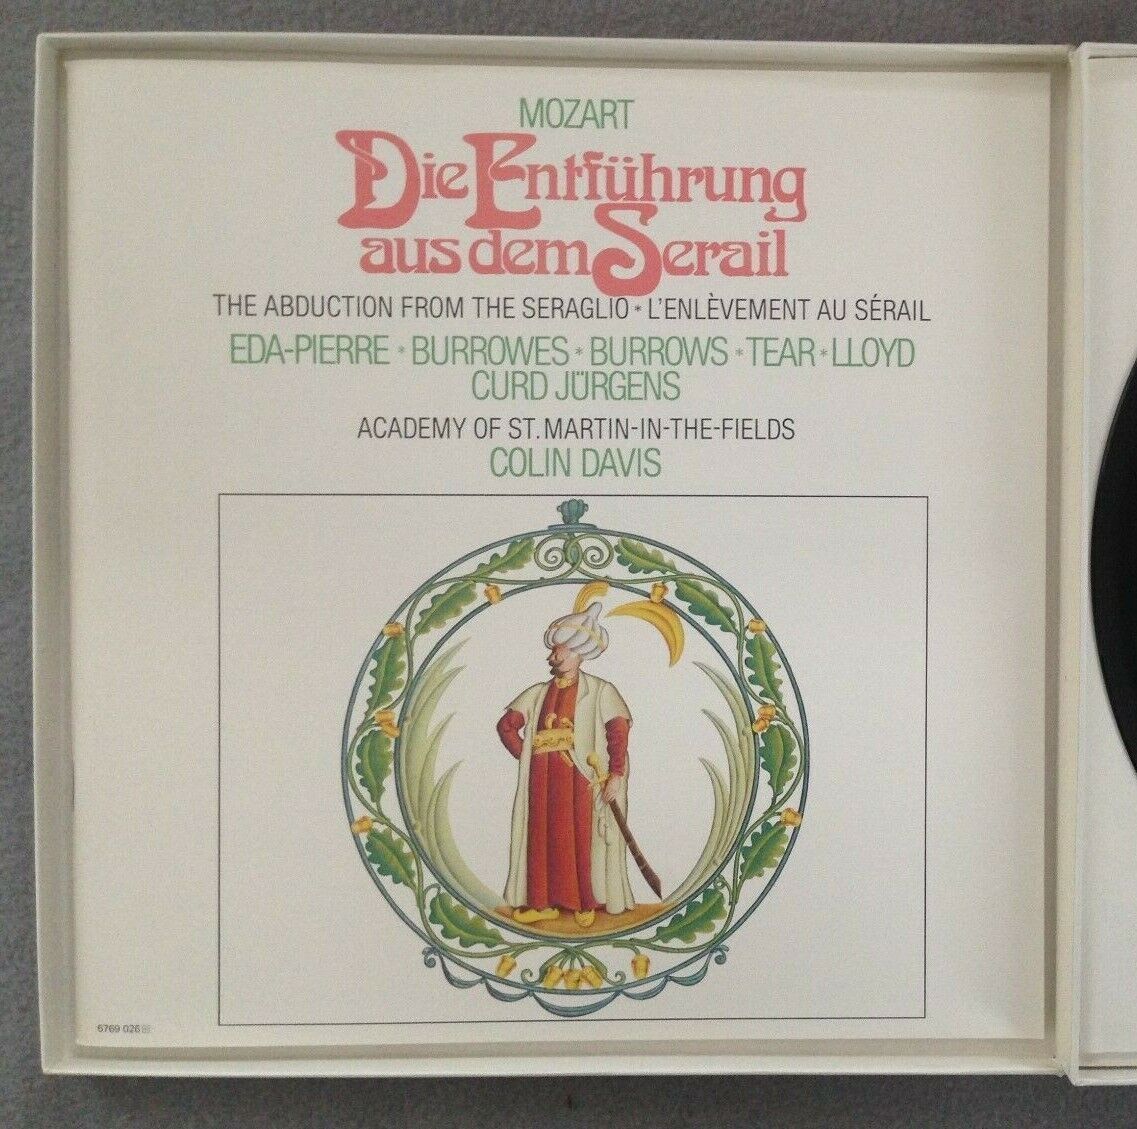 MOZART
Die Entführung
aus dem Serail
THE ABDUCTION FROM THE SERAGLIO * L'ENLÈVEMENT AU SÉRAIL
EDA-PIERRE * BURROWES * BURROWS * TEAR * LLOYD
CURD JÜRGENS
ACADEMY OF ST. MARTIN-IN-THE-FIELDS
COLIN DAVIS
6769 026